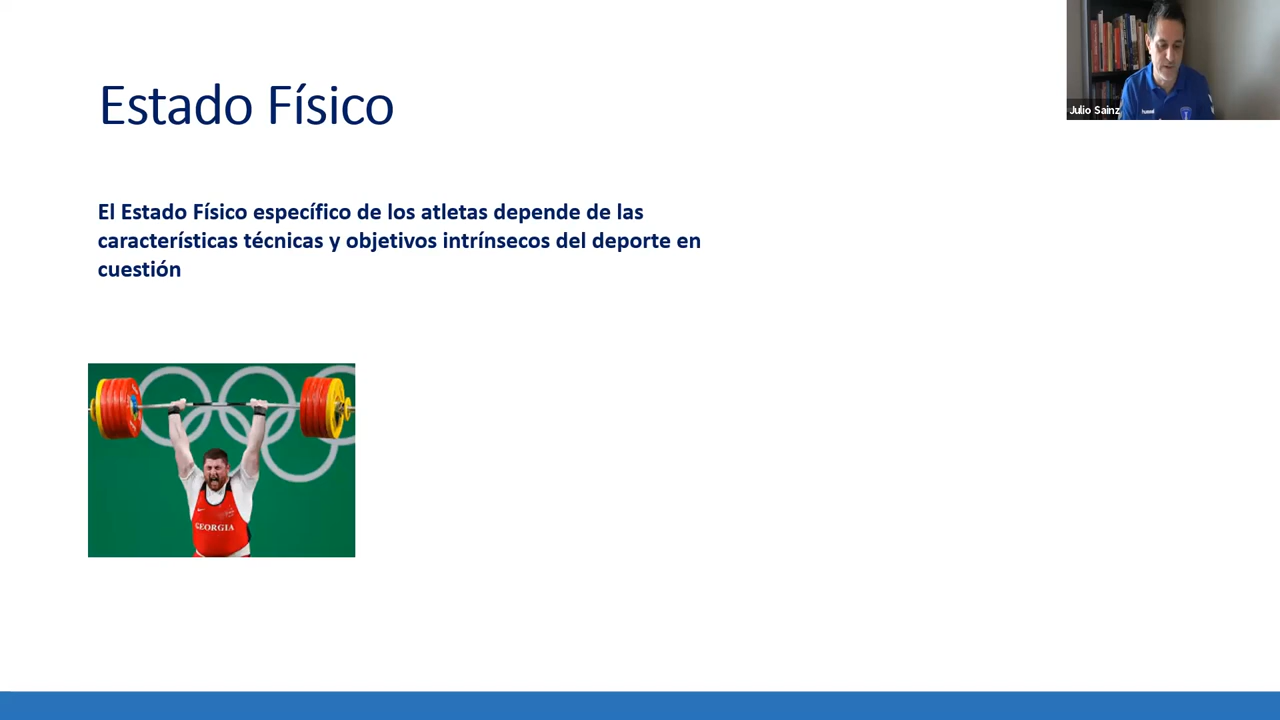 Estado Físico
El Estado Físico específico de los atletas depende de las
características técnicas y objetivos intrínsecos del deporte en
cuestión
GEORGIA
Julio Sainz
hummel